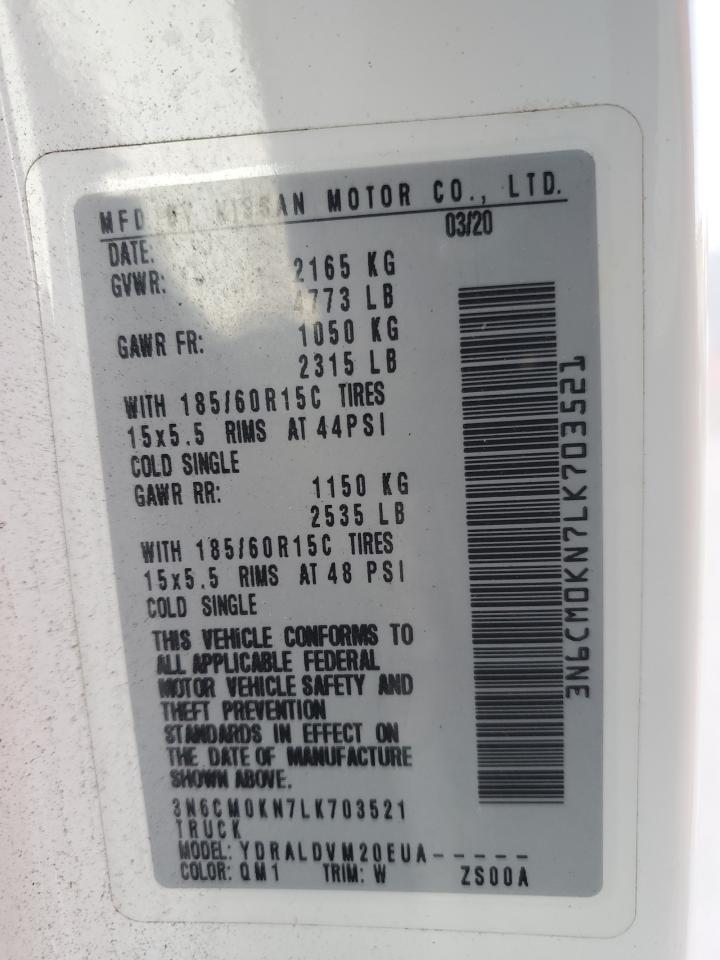 MFD BY NISSAN MOTOR CO., LTD.
DATE: 03/20
GVWR: 2165 KG
4773 LB
GAWR FR: 1050 KG
2315 LB
WITH 185/60R15C TIRES
15x5.5 RIMS AT 44PSI
COLD SINGLE
GAWR RR: 1150 KG
2535 LB
WITH 185/60R15C TIRES
15x5.5 RIMS AT 48 PSI
COLD SINGLE
THIS VEHICLE CONFORMS TO
ALL APPLICABLE FEDERAL
MOTOR VEHICLE SAFETY AND
THEFT PREVENTION
STANDARDS IN EFFECT ON
THE DATE OF MANUFACTURE
SHOWN ABOVE.
3N6CM0KN7LK703521
TRUCK
MODEL: YDRALDVM20EUA-----
COLOR: QM1 TRIM: W ZS00A
3N6CM0KN7LK703521